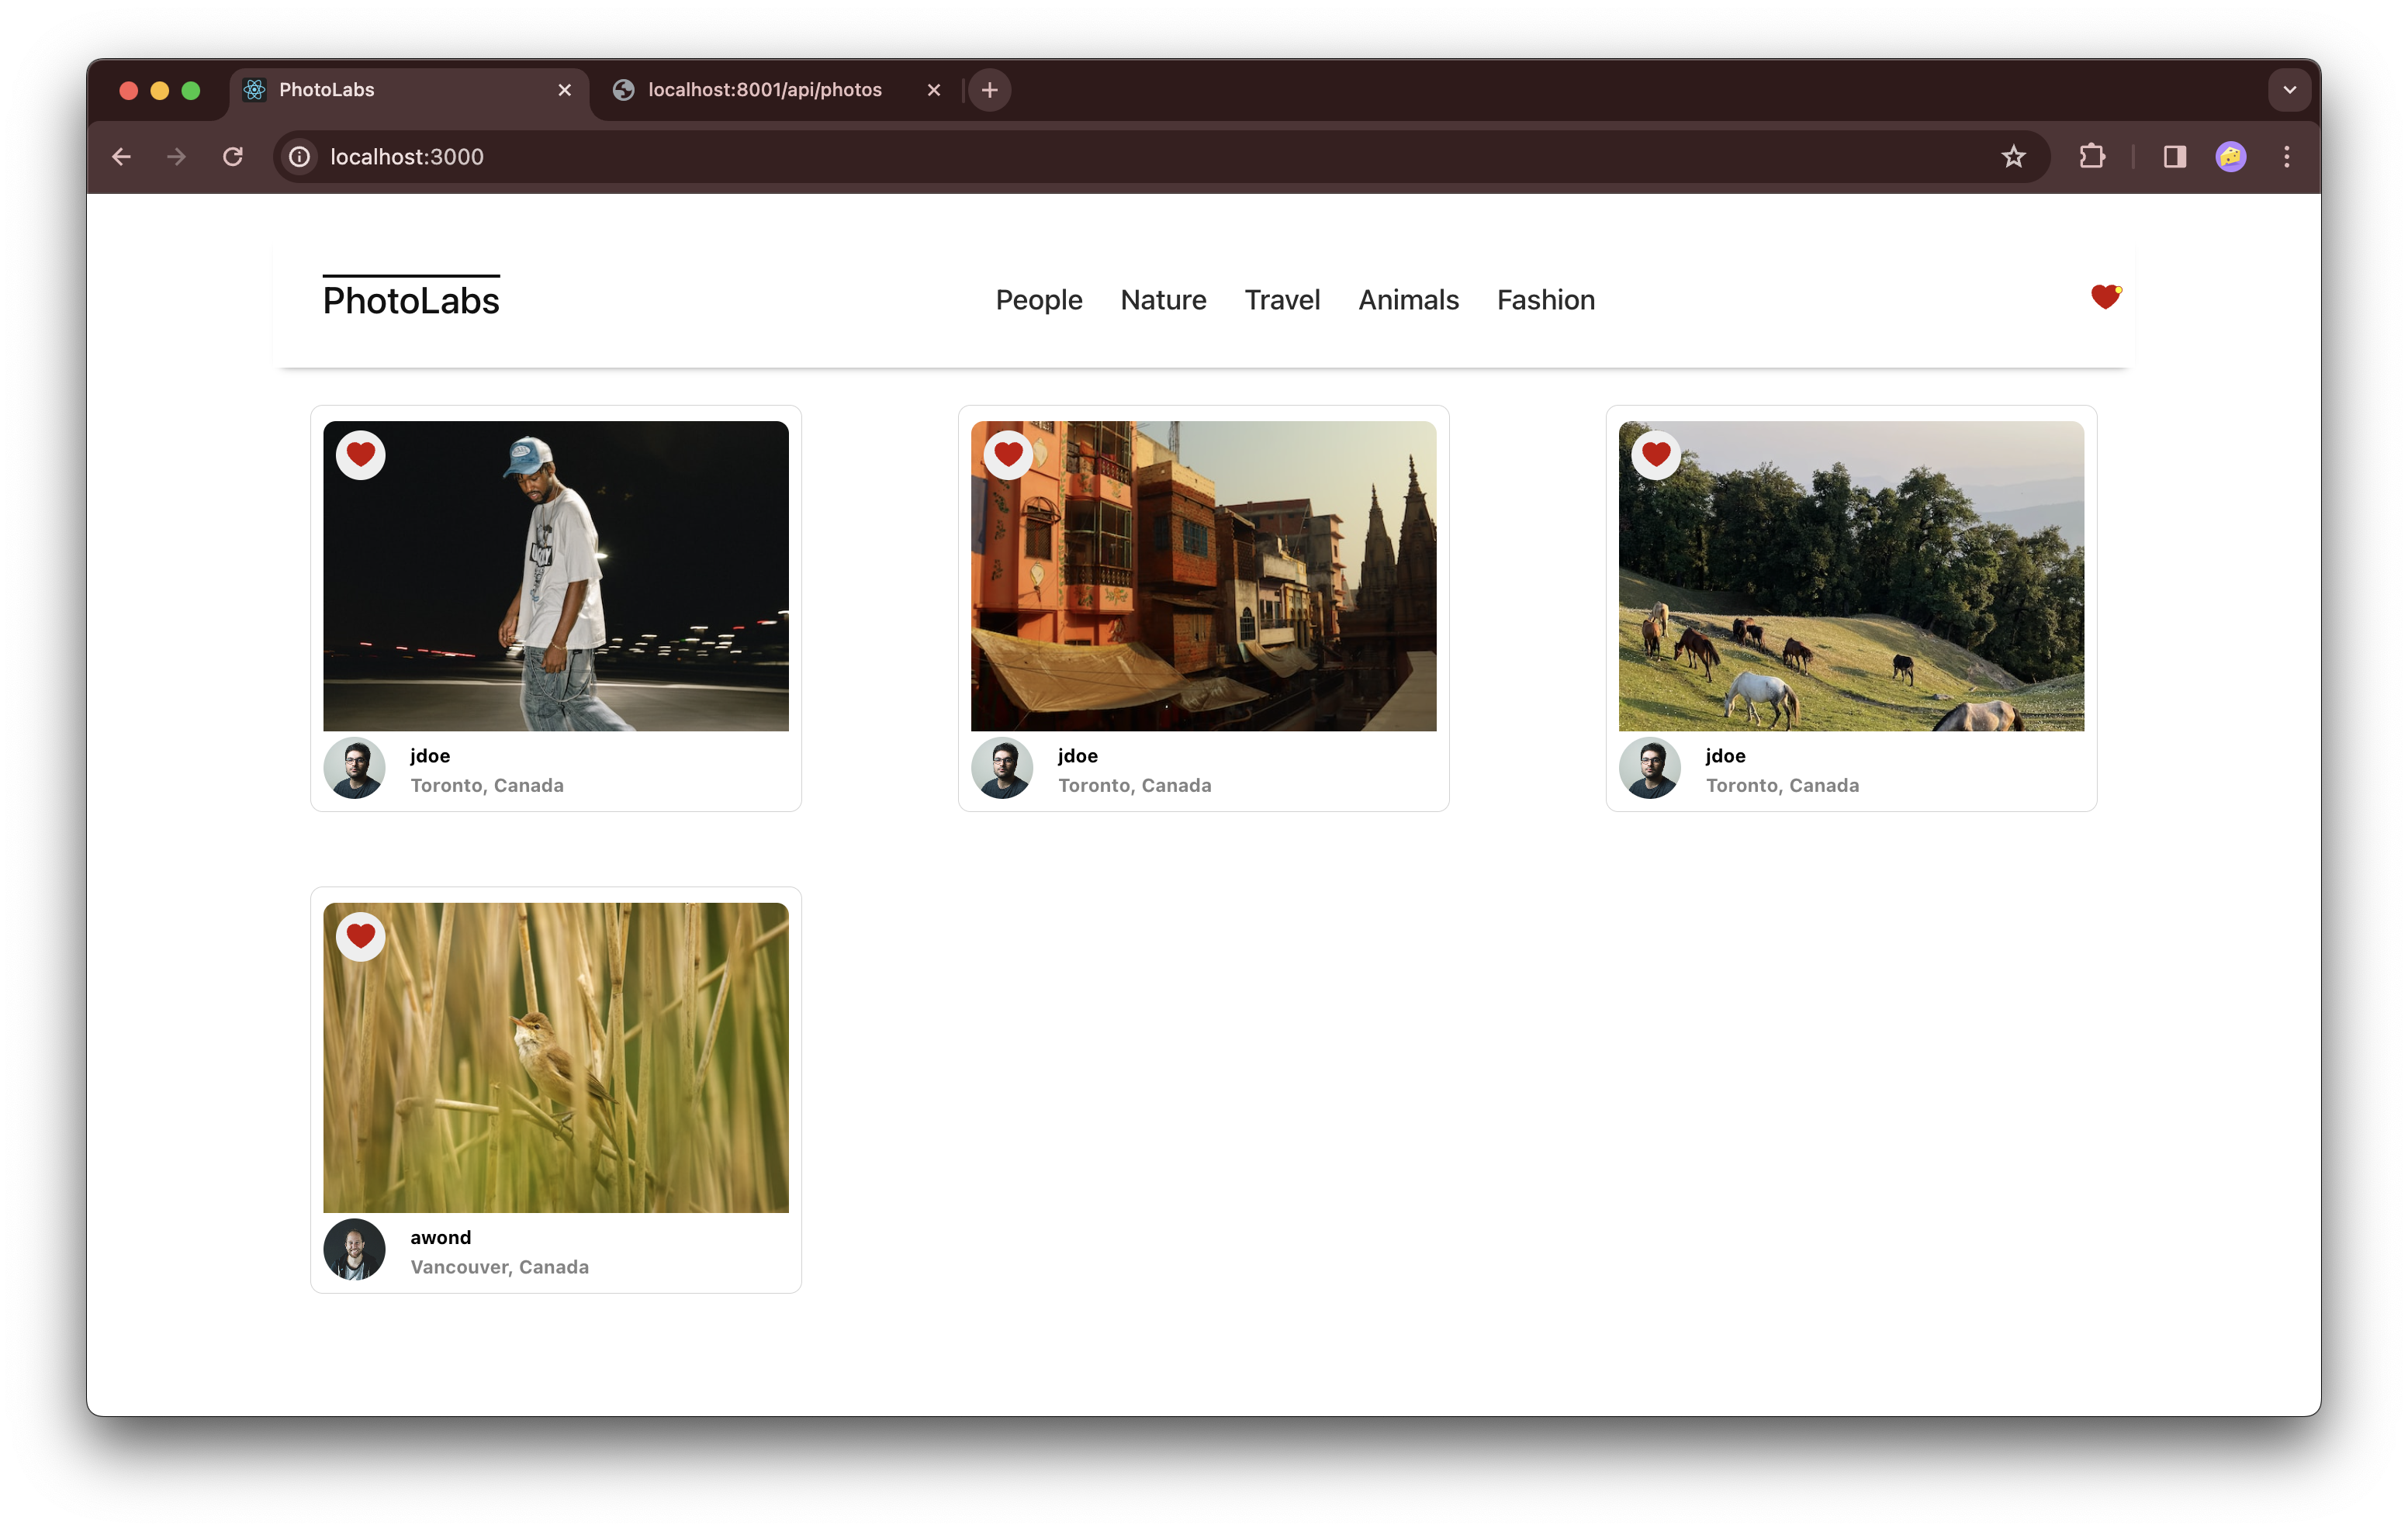 PhotoLabs
localhost:8001/api/photos
localhost:3000
PhotoLabs
People Nature Travel Animals Fashion
jdoe
Toronto, Canada
jdoe
Toronto, Canada
jdoe
Toronto, Canada
awond
Vancouver, Canada